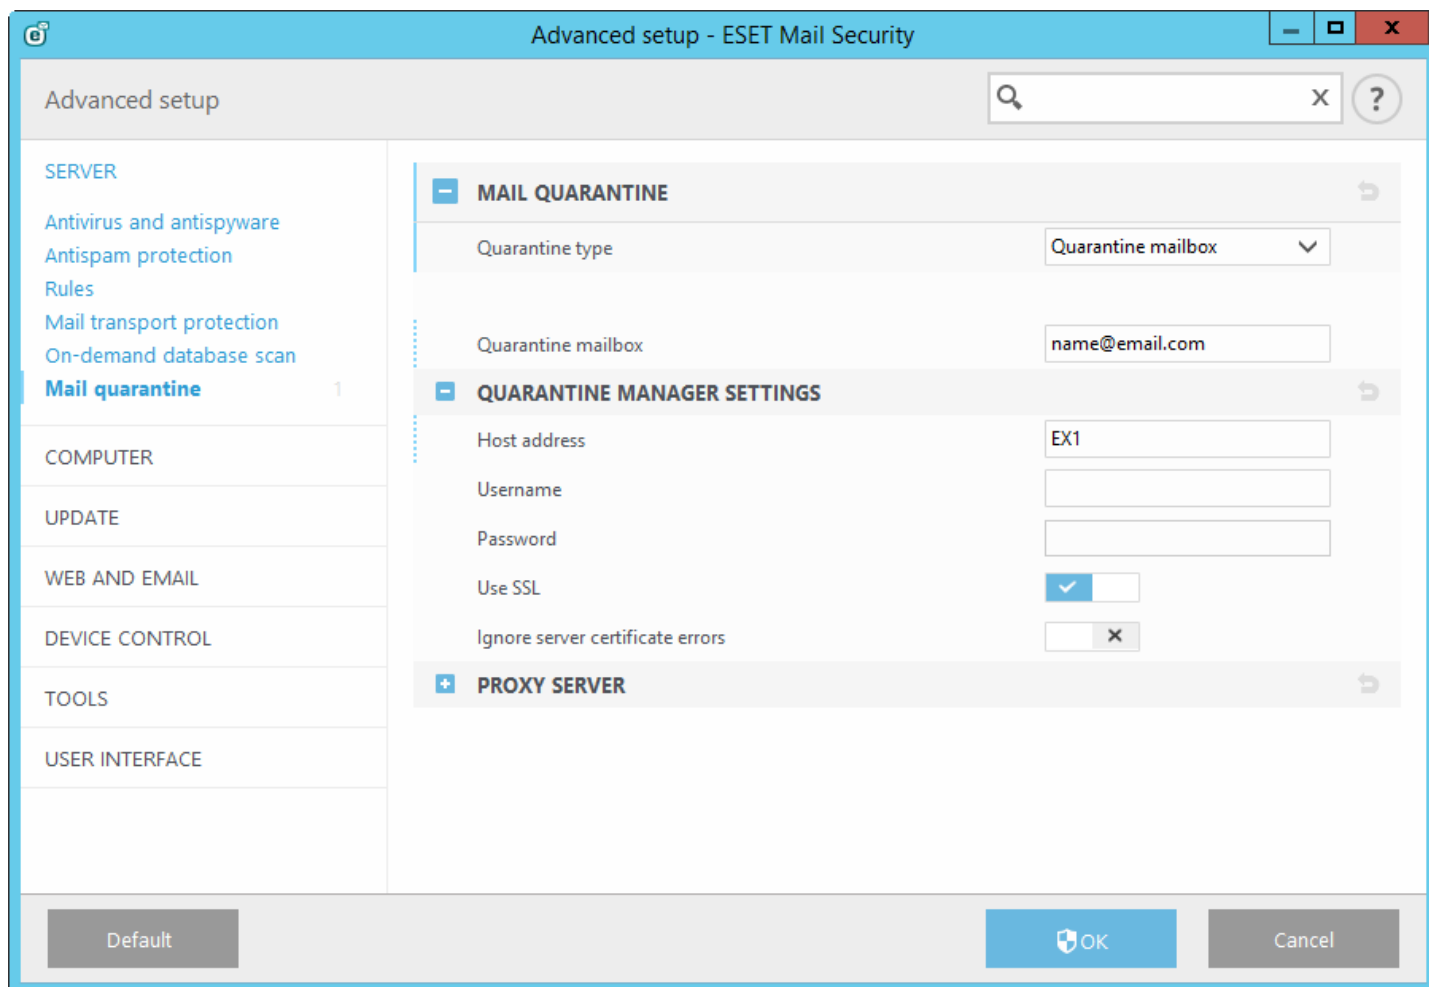 Advanced setup - ESET Mail Security
Advanced setup
X
?
SERVER
Antivirus and antispyware
Antispam protection
Rules
Mail transport protection
On-demand database scan
Mail quarantine 1
COMPUTER
UPDATE
WEB AND EMAIL
DEVICE CONTROL
TOOLS
USER INTERFACE
MAIL QUARANTINE
Quarantine type Quarantine mailbox
Quarantine mailbox name@email.com
QUARANTINE MANAGER SETTINGS
Host address EX1
Username
Password
Use SSL
Ignore server certificate errors
PROXY SERVER
Default OK Cancel